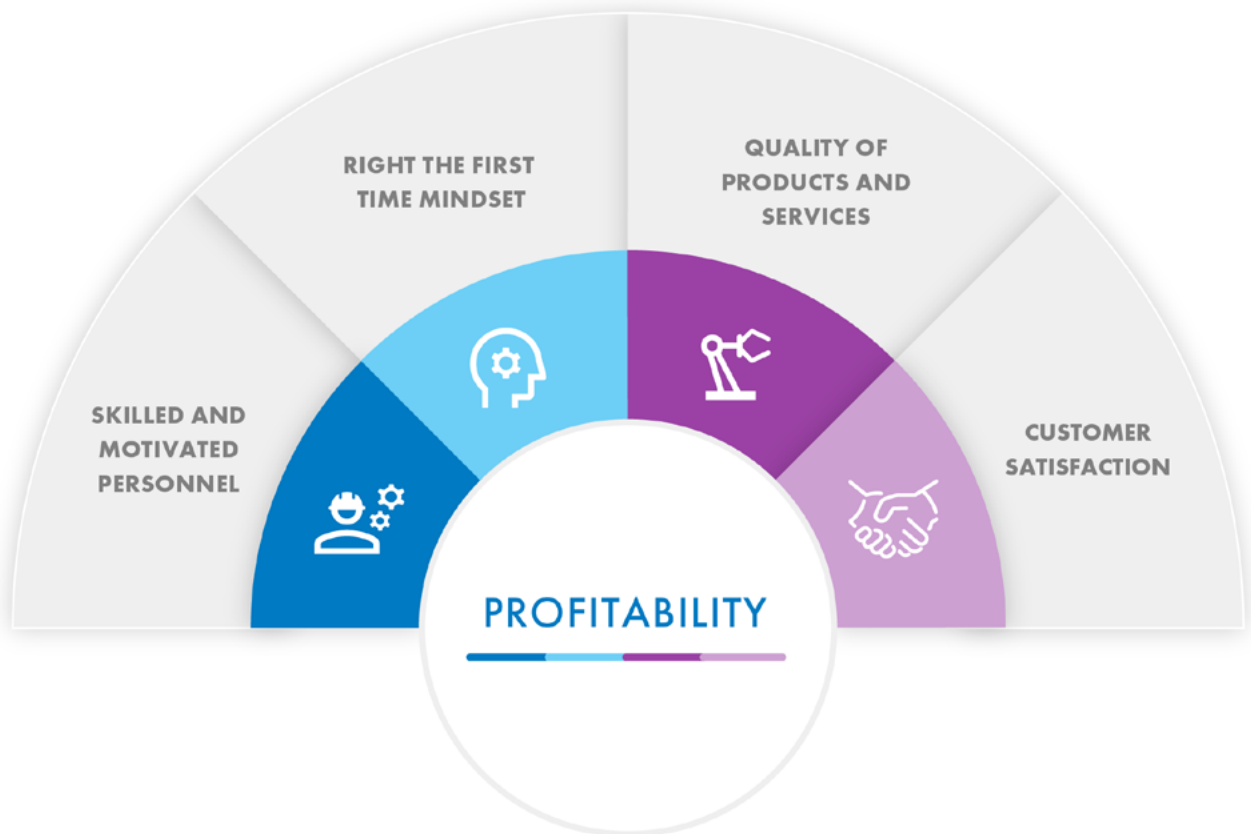 RIGHT THE FIRST
TIME MINDSET
QUALITY OF
PRODUCTS AND
SERVICES
SKILLED AND
MOTIVATED
PERSONNEL
CUSTOMER
SATISFACTION
PROFITABILITY